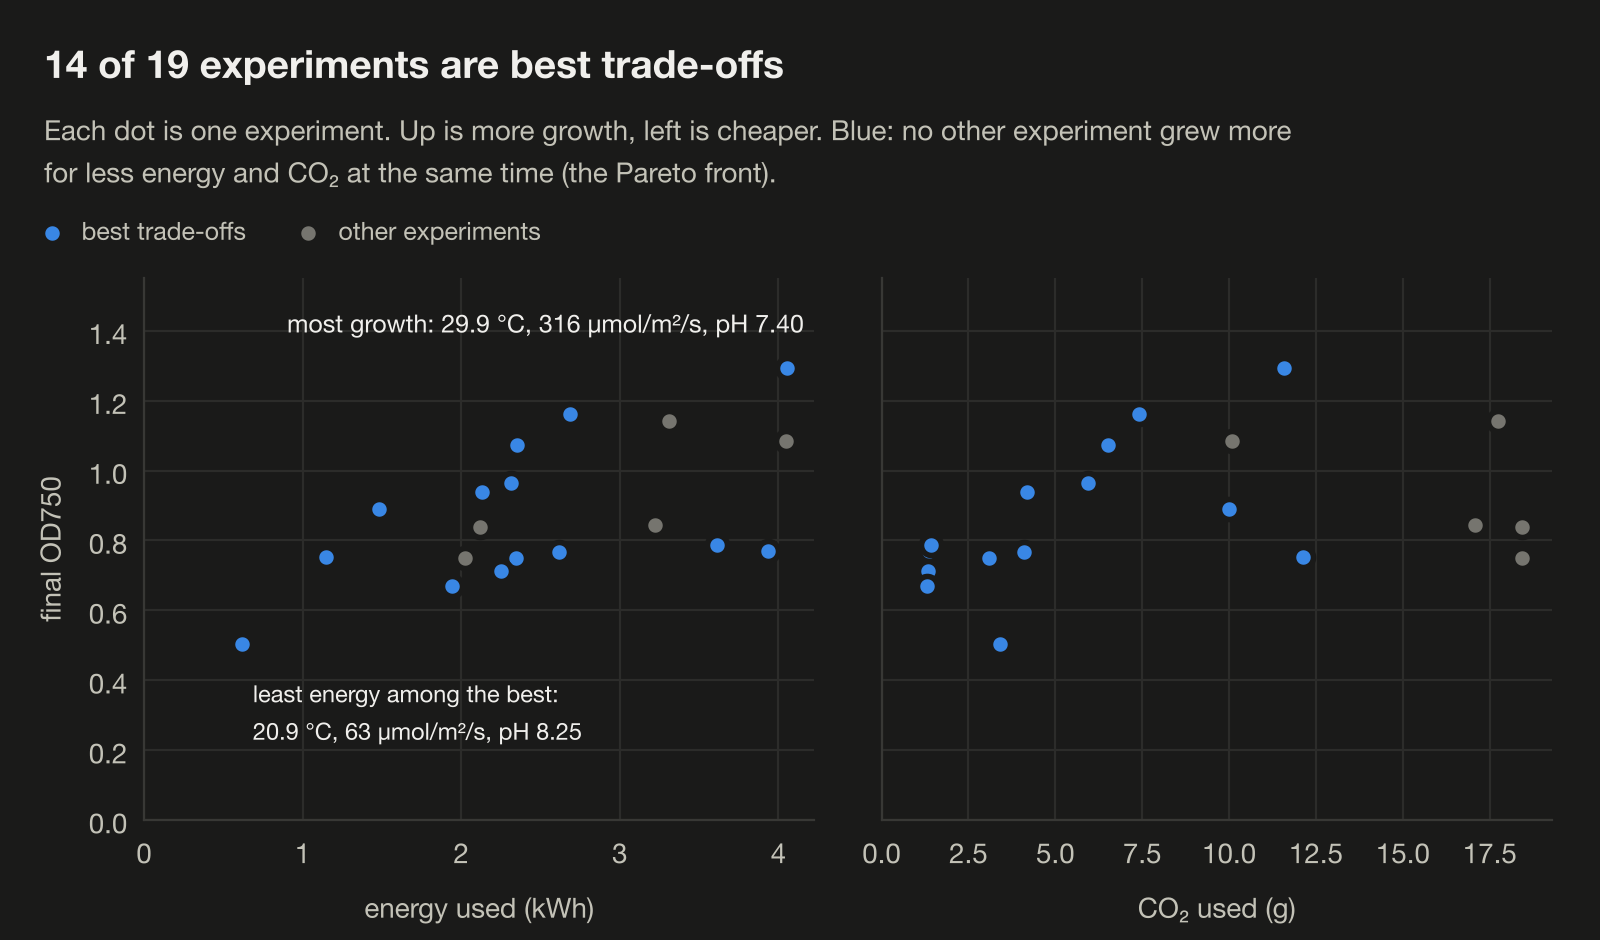 14 of 19 experiments are best trade-offs
Each dot is one experiment. Up is more growth, left is cheaper. Blue: no other experiment grew more
for less energy and CO₂ at the same time (the Pareto front).
best trade-offs
other experiments
most growth: 29.9 °C, 316 µmol/m²/s, pH 7.40
least energy among the best:
20.9 °C, 63 µmol/m²/s, pH 8.25
final OD750
1.4
1.2
1.0
0.8
0.6
0.4
0.2
0.0
0 1 2 3 4
energy used (kWh)
0.0 2.5 5.0 7.5 10.0 12.5 15.0 17.5
CO₂ used (g)